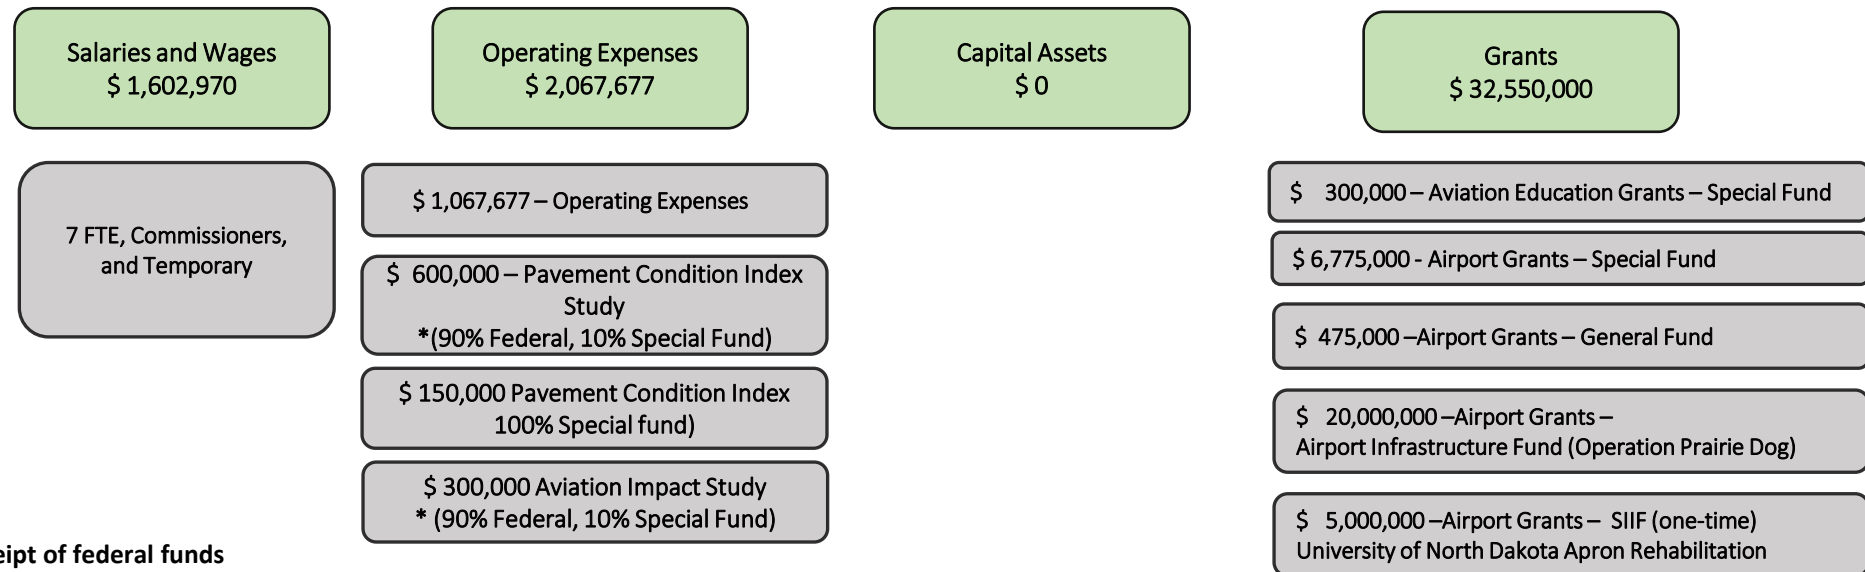 Salaries and Wages
$ 1,602,970
Operating Expenses
$ 2,067,677
Capital Assets
$ 0
Grants
$ 32,550,000
7 FTE, Commissioners,
and Temporary
$ 1,067,677 – Operating Expenses
$ 600,000 – Pavement Condition Index
Study
*(90% Federal, 10% Special Fund)
$ 150,000 Pavement Condition Index
100% Special fund)
$ 300,000 Aviation Impact Study
* (90% Federal, 10% Special Fund)
$ 300,000 – Aviation Education Grants – Special Fund
$ 6,775,000 - Airport Grants – Special Fund
$ 475,000 –Airport Grants – General Fund
$ 20,000,000 –Airport Grants –
Airport Infrastructure Fund (Operation Prairie Dog)
$ 5,000,000 –Airport Grants – SIIF (one-time)
University of North Dakota Apron Rehabilitation
eipt of federal funds